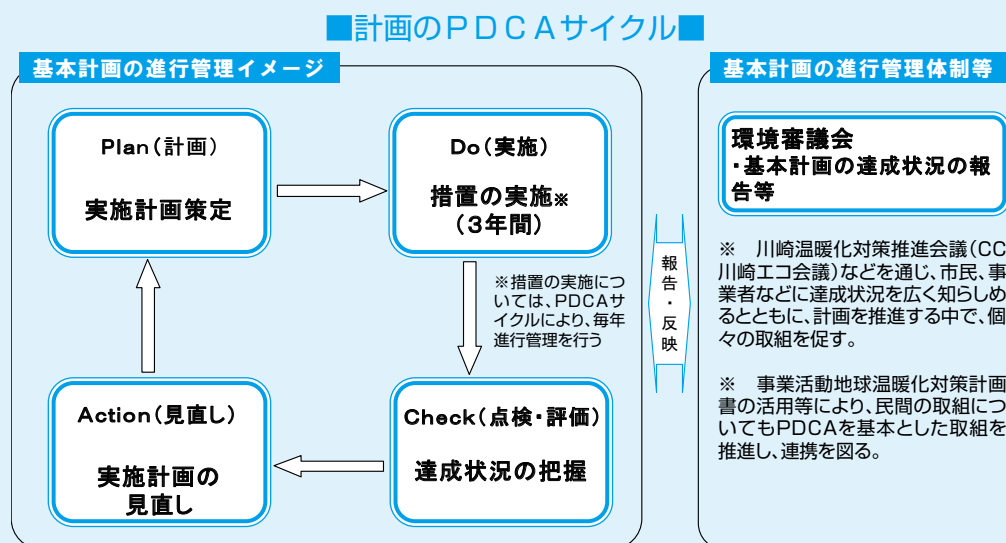 ■計画のＰＤＣＡサイクル■
基本計画の進行管理イメージ
Plan（計画）
実施計画策定
Do（実施）
措置の実施※
（３年間）
※措置の実施につ
いては、PDCAサ
イクルにより、毎年
進行管理を行う
Check（点検・評価）
達成状況の把握
Action（見直し）
実施計画の
見直し
報告・反映
基本計画の進行管理体制等
環境審議会
・基本計画の達成状況の報
告等
※　川崎温暖化対策推進会議（CC
川崎エコ会議）などを通じ、市民、事
業者などに達成状況を広く知らしめ
るとともに、計画を推進する中で、個
々の取組を促す。
※　事業活動地球温暖化対策計画
書の活用等により、民間の取組につ
いてもPDCAを基本とした取組を
推進し、連携を図る。